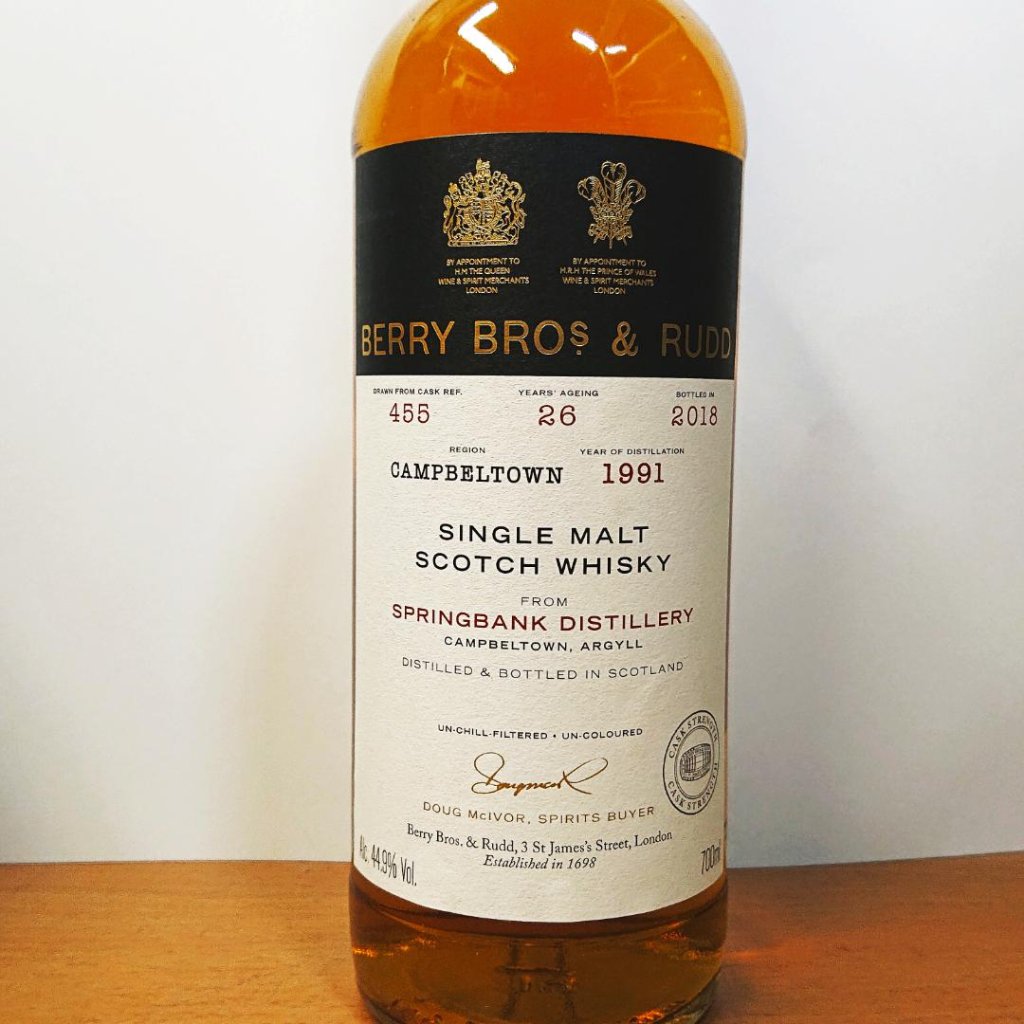 BY APPOINTMENT TO
H.M THE QUEEN
WINE & SPIRIT MERCHANTS
LONDON
BY APPOINTMENT TO
H.R.H THE PRINCE OF WALES
WINE & SPIRIT MERCHANTS
LONDON
BERRY BROS & RUDD
DRAWN FROM CASK REF.
455
YEARS' AGEING
26
BOTTLED IN
2018
REGION
CAMPBELTOWN
YEAR OF DISTILLATION
1991
SINGLE MALT
SCOTCH WHISKY
FROM
SPRINGBANK DISTILLERY
CAMPBELTOWN, ARGYLL
DISTILLED & BOTTLED IN SCOTLAND
UN-CHILL-FILTERED • UN-COLOURED
CASK STRENGTH
CASK STRENGTH
DOUG McIVOR, SPIRITS BUYER
Berry Bros. & Rudd, 3 St James's Street, London
Established in 1698
Alc. 44.9% Vol.
700ml